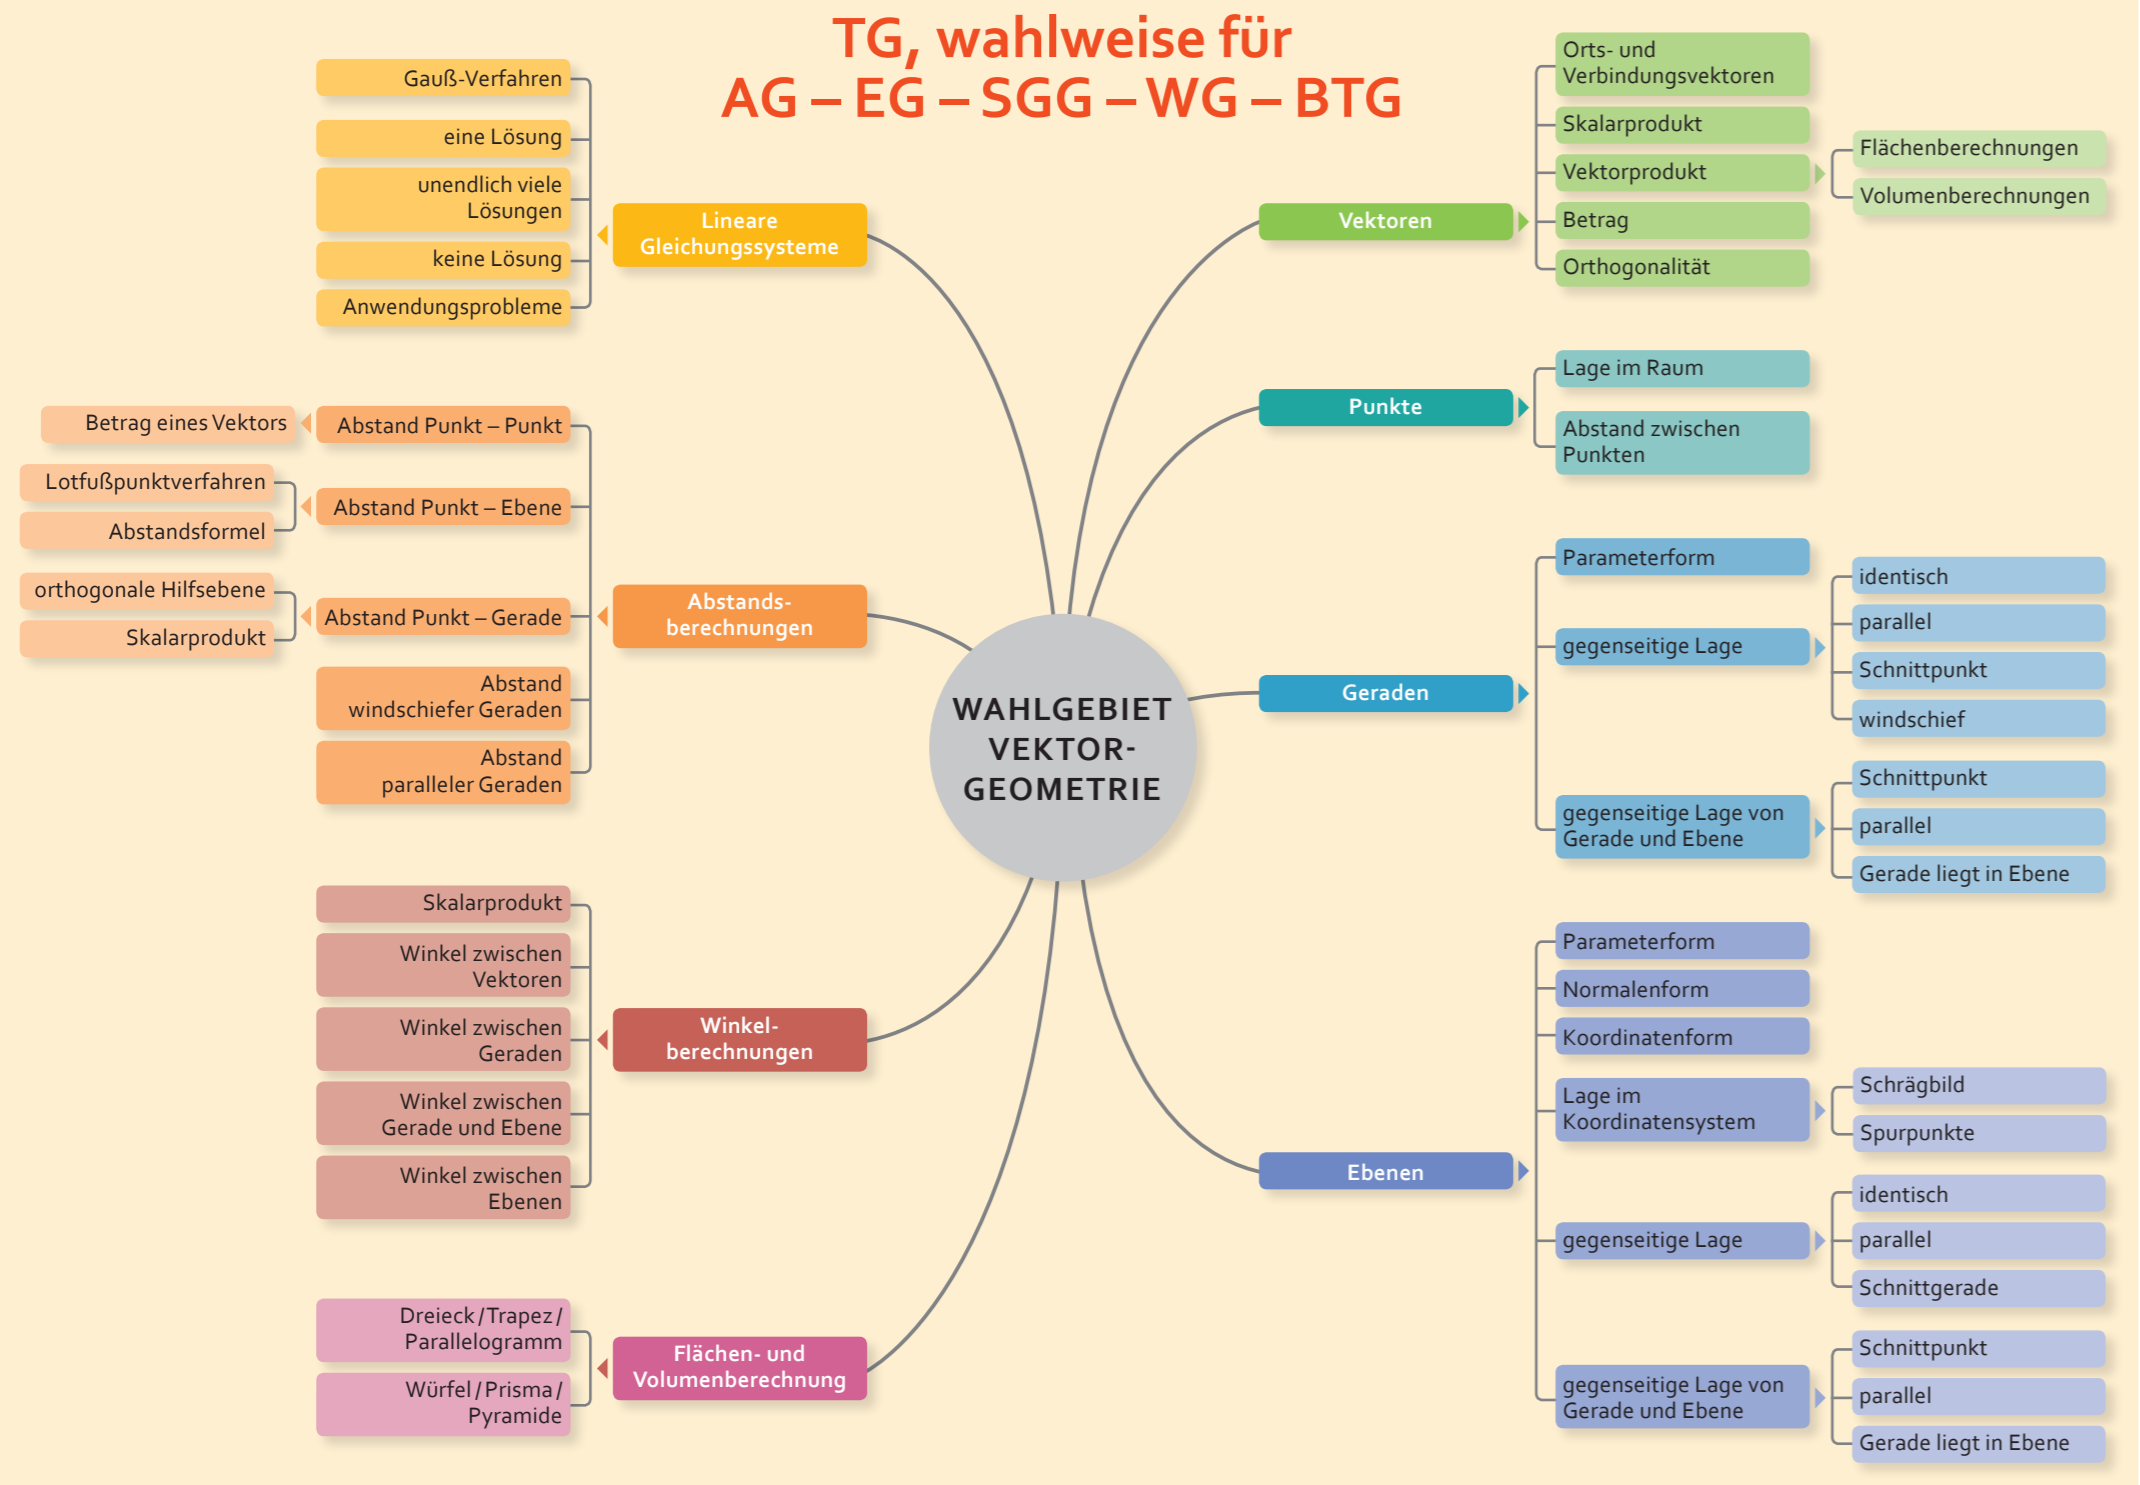 TG, wahlweise für
AG – EG – SGG – WG – BTG
WAHLGEBIET
VEKTOR-
GEOMETRIE
Lineare
Gleichungssysteme
Gauß-Verfahren
eine Lösung
unendlich viele
Lösungen
keine Lösung
Anwendungsprobleme
Abstands-
berechnungen
Abstand Punkt – Punkt
Betrag eines Vektors
Abstand Punkt – Ebene
Lotfußpunktverfahren
Abstandsformel
Abstand Punkt – Gerade
orthogonale Hilfsebene
Skalarprodukt
Abstand
windschiefer Geraden
Abstand
paralleler Geraden
Winkel-
berechnungen
Skalarprodukt
Winkel zwischen
Vektoren
Winkel zwischen
Geraden
Winkel zwischen
Gerade und Ebene
Winkel zwischen
Ebenen
Flächen- und
Volumenberechnung
Dreieck / Trapez /
Parallelogramm
Würfel / Prisma /
Pyramide
Vektoren
Orts- und
Verbindungsvektoren
Skalarprodukt
Vektorprodukt
Flächenberechnungen
Volumenberechnungen
Betrag
Orthogonalität
Punkte
Lage im Raum
Abstand zwischen
Punkten
Geraden
Parameterform
gegenseitige Lage
identisch
parallel
Schnittpunkt
windschief
gegenseitige Lage von
Gerade und Ebene
Schnittpunkt
parallel
Gerade liegt in Ebene
Ebenen
Parameterform
Normalenform
Koordinatenform
Lage im
Koordinatensystem
Schrägbild
Spurpunkte
gegenseitige Lage
identisch
parallel
Schnittgerade
gegenseitige Lage von
Gerade und Ebene
Schnittpunkt
parallel
Gerade liegt in Ebene